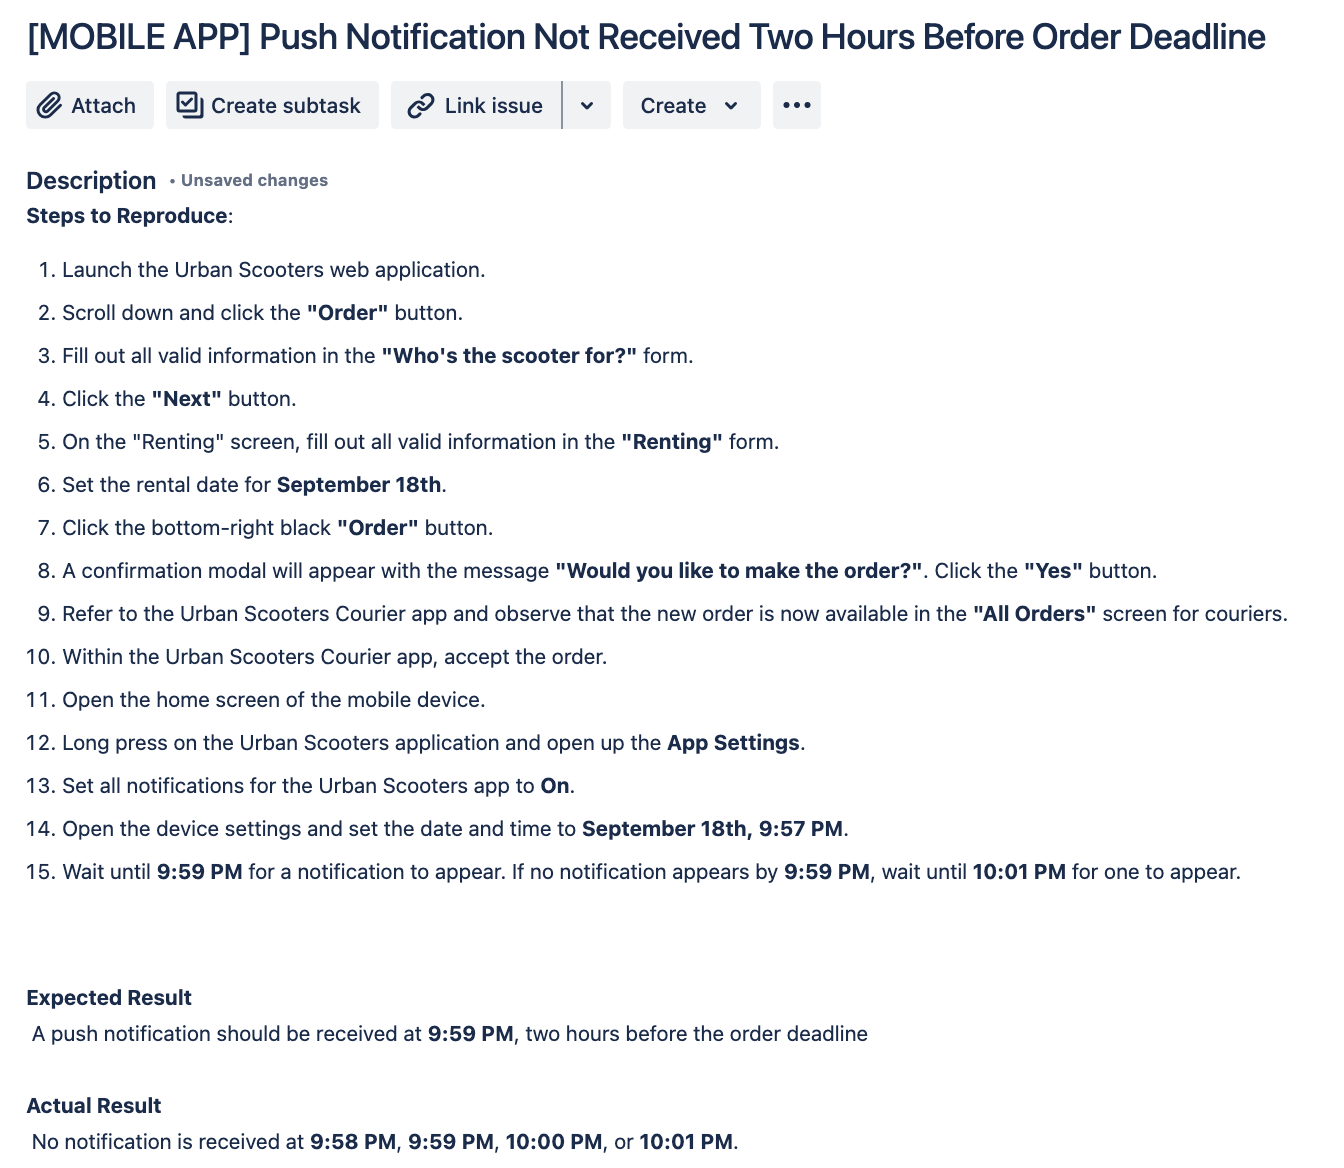 [MOBILE APP] Push Notification Not Received Two Hours Before Order Deadline
Attach Create subtask Link issue Create
Description • Unsaved changes
Steps to Reproduce:
1. Launch the Urban Scooters web application.
2. Scroll down and click the "Order" button.
3. Fill out all valid information in the "Who's the scooter for?" form.
4. Click the "Next" button.
5. On the "Renting" screen, fill out all valid information in the "Renting" form.
6. Set the rental date for September 18th.
7. Click the bottom-right black "Order" button.
8. A confirmation modal will appear with the message "Would you like to make the order?". Click the "Yes" button.
9. Refer to the Urban Scooters Courier app and observe that the new order is now available in the "All Orders" screen for couriers.
10. Within the Urban Scooters Courier app, accept the order.
11. Open the home screen of the mobile device.
12. Long press on the Urban Scooters application and open up the App Settings.
13. Set all notifications for the Urban Scooters app to On.
14. Open the device settings and set the date and time to September 18th, 9:57 PM.
15. Wait until 9:59 PM for a notification to appear. If no notification appears by 9:59 PM, wait until 10:01 PM for one to appear.
Expected Result
A push notification should be received at 9:59 PM, two hours before the order deadline
Actual Result
No notification is received at 9:58 PM, 9:59 PM, 10:00 PM, or 10:01 PM.